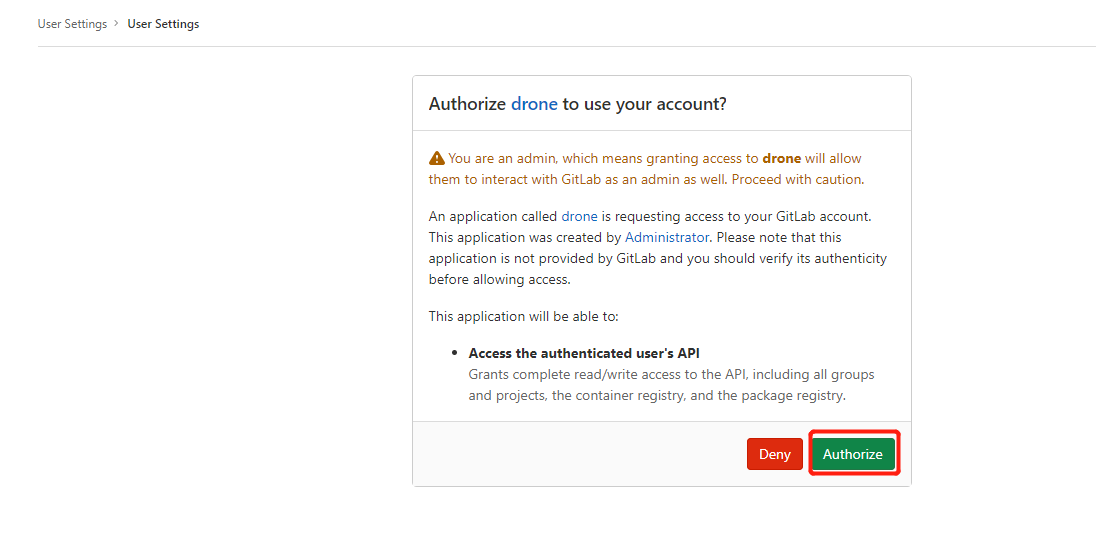 User Settings > User Settings
Authorize drone to use your account?
You are an admin, which means granting access to drone will allow
them to interact with GitLab as an admin as well. Proceed with caution.
An application called drone is requesting access to your GitLab account.
This application was created by Administrator. Please note that this
application is not provided by GitLab and you should verify its authenticity
before allowing access.
This application will be able to:
• Access the authenticated user's API
Grants complete read/write access to the API, including all groups
and projects, the container registry, and the package registry.
Deny Authorize